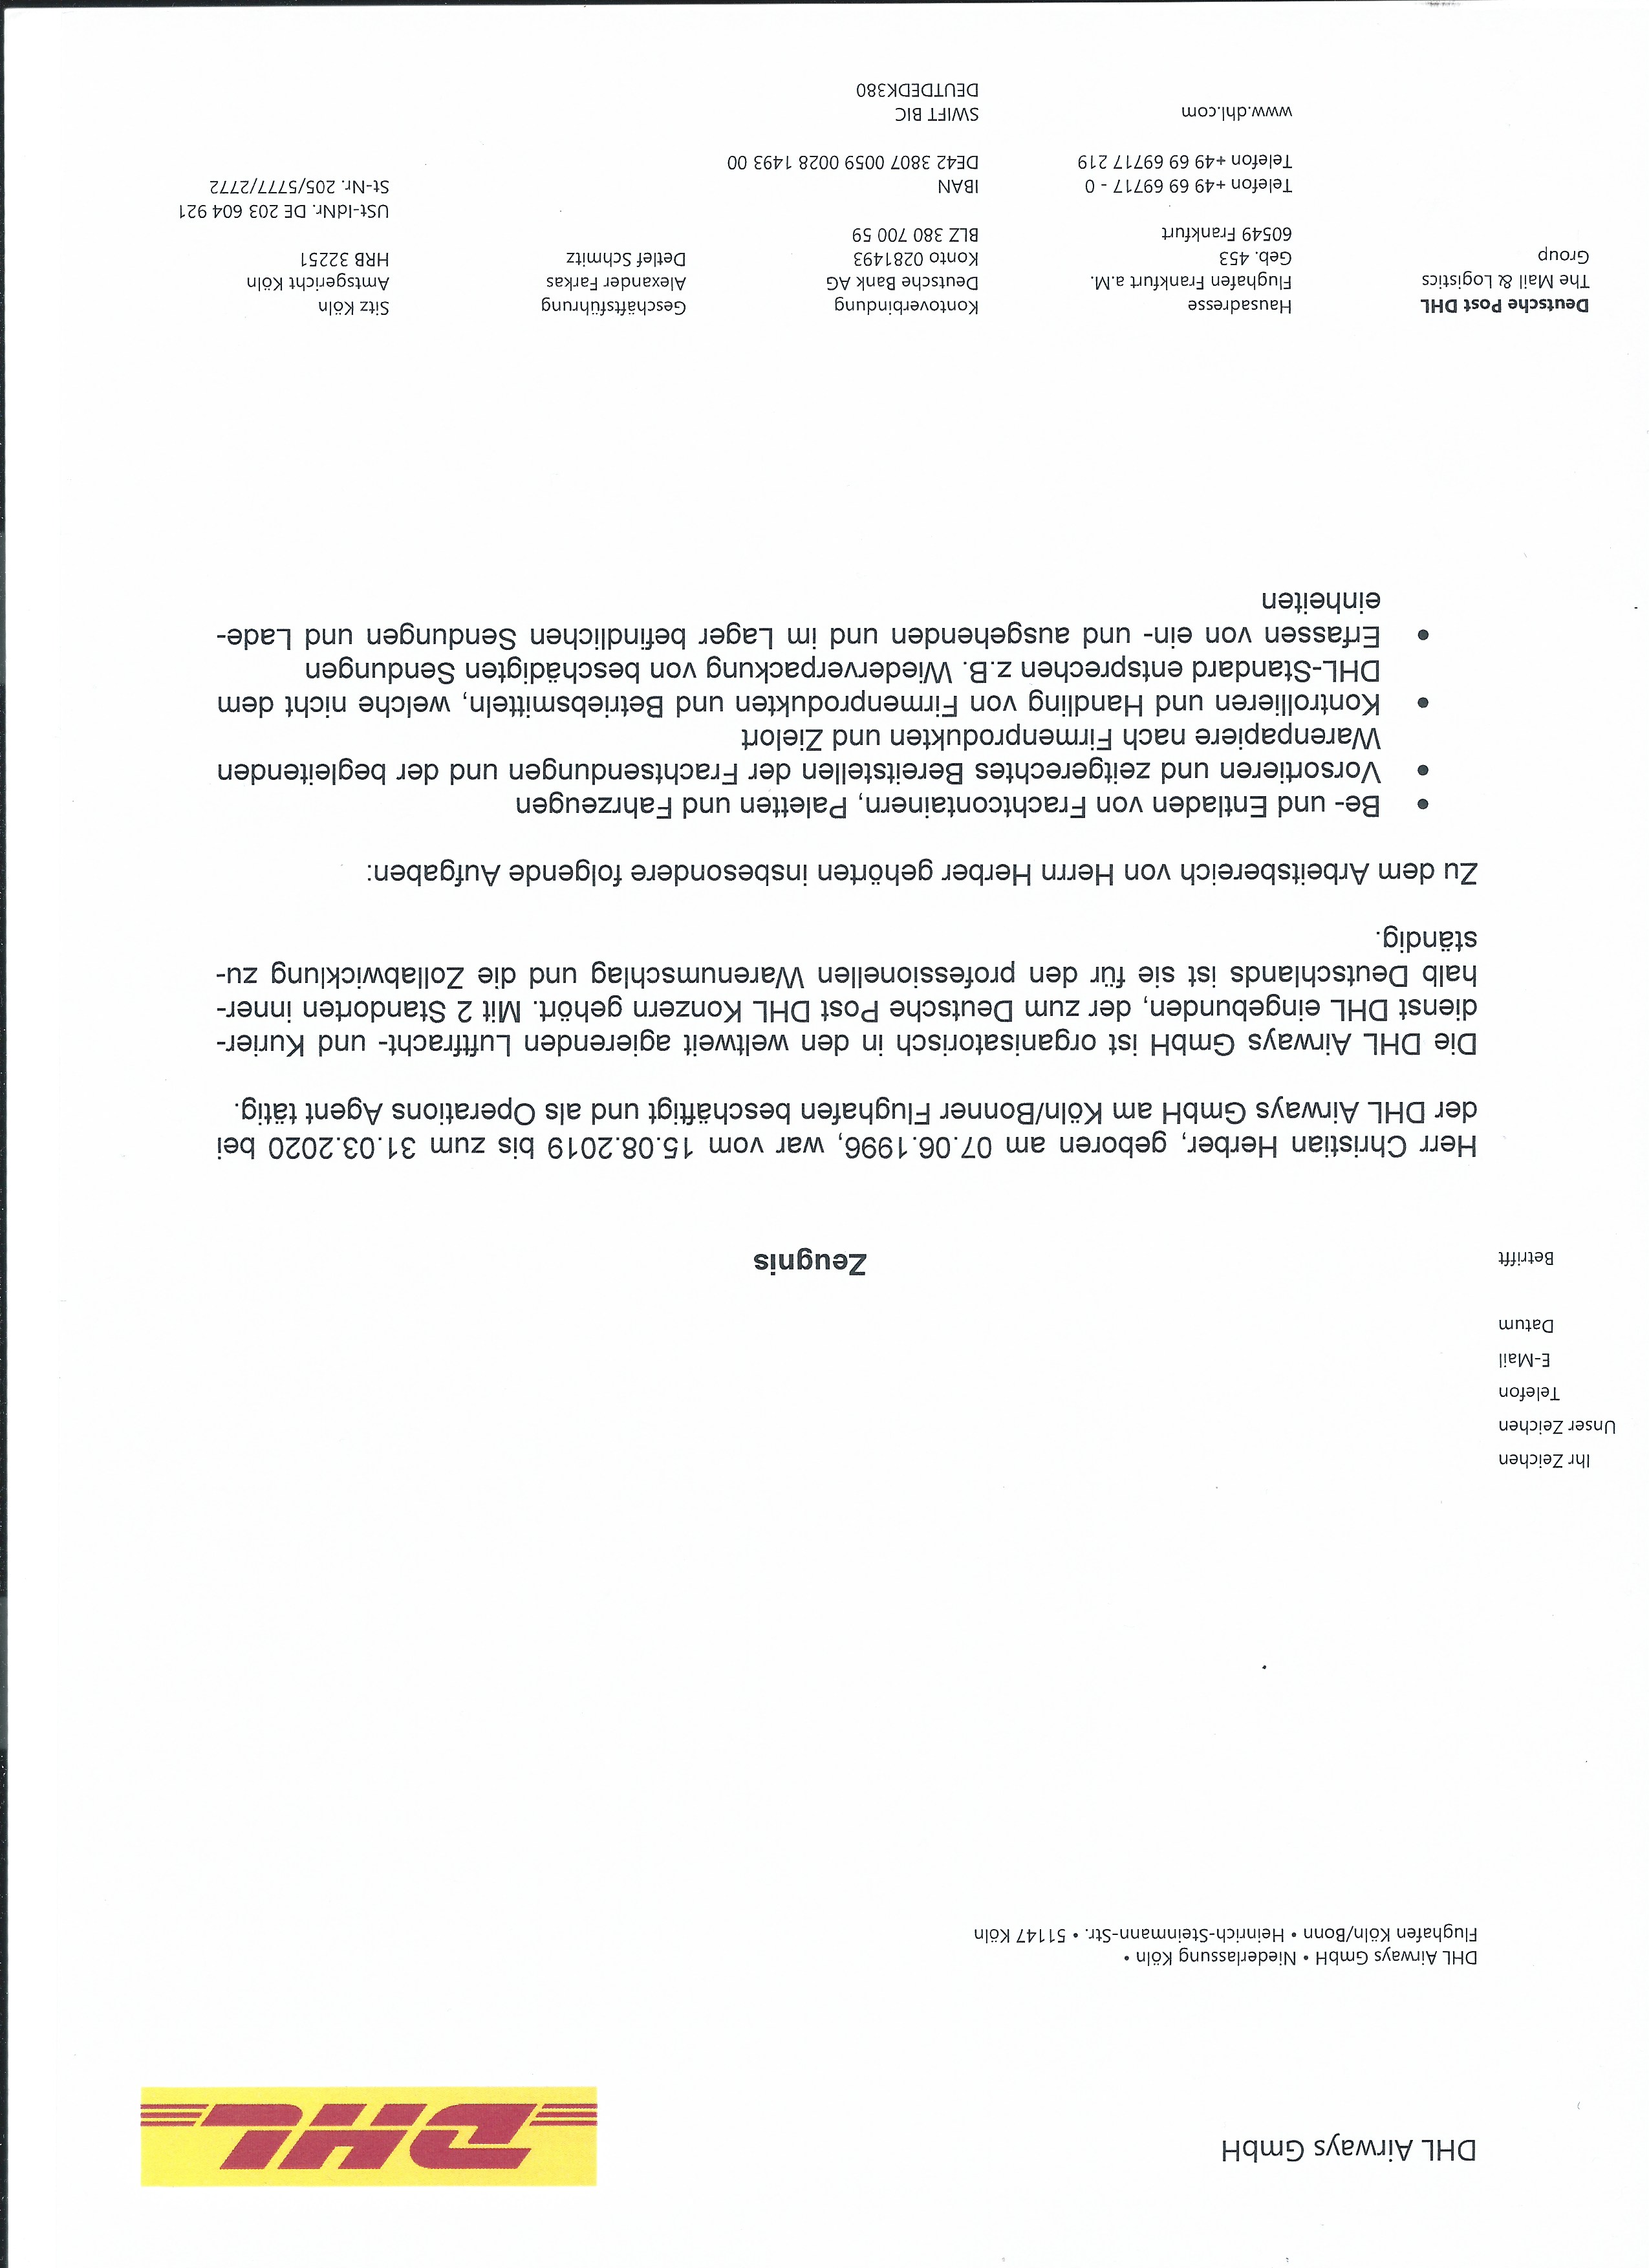 DHL Airways GmbH
DHL
DHL Airways GmbH • Niederlassung Köln •
Flughafen Köln/Bonn • Heinrich-Steinmann-Str. • 51147 Köln
Ihr Zeichen
Unser Zeichen
Telefon
E-Mail
Datum
Betrifft
Zeugnis
Herr Christian Herber, geboren am 07.06.1996, war vom 15.08.2019 bis zum 31.03.2020 bei
der DHL Airways GmbH am Köln/Bonner Flughafen beschäftigt und als Operations Agent tätig.
Die DHL Airways GmbH ist organisatorisch in den weltweit agierenden Luftfracht- und Kurier-
dienst DHL eingebunden, der zum Deutsche Post DHL Konzern gehört. Mit 2 Standorten inner-
halb Deutschlands ist sie für den professionellen Warenumschlag und die Zollabwicklung zu-
ständig.
Zu dem Arbeitsbereich von Herrn Herber gehörten insbesondere folgende Aufgaben:
• Be- und Entladen von Frachtcontainern, Paletten und Fahrzeugen
• Vorsortieren und zeitgerechtes Bereitstellen der Frachtsendungen und der begleitenden
Warenpapiere nach Firmenprodukten und Zielort
• Kontrollieren und Handling von Firmenprodukten und Betriebsmitteln, welche nicht dem
DHL-Standard entsprechen z.B. Wiederverpackung von beschädigten Sendungen
• Erfassen von ein- und ausgehenden und im Lager befindlichen Sendungen und Lade-
einheiten
Deutsche Post DHL
The Mail & Logistics
Group
Hausadresse
Flughafen Frankfurt a.M.
Geb. 453
60549 Frankfurt
Telefon +49 69 69717 - 0
Telefon +49 69 69717 219
www.dhl.com
Kontoverbindung
Deutsche Bank AG
Konto 0281493
BLZ 380 700 59
IBAN
DE42 3807 0059 0028 1493 00
SWIFT BIC
DEUTDEDK380
Geschäftsführung
Alexander Farkas
Detlef Schmitz
Sitz Köln
Amtsgericht Köln
HRB 32251
USt-IdNr. DE 203 604 921
St-Nr. 205/5777/2772